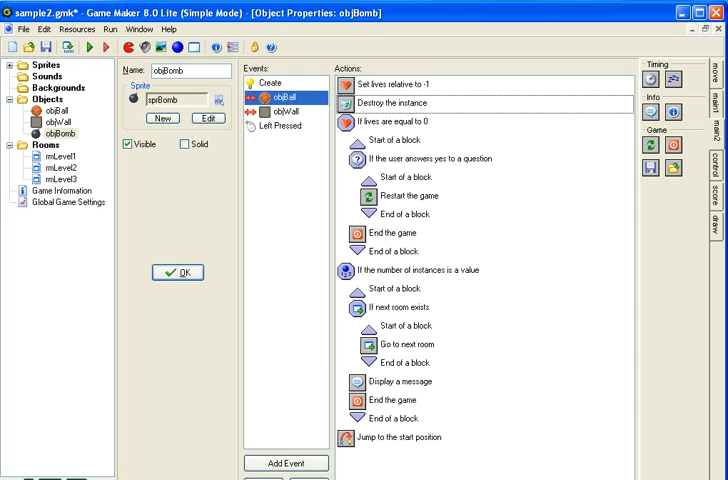 sample2.gmk* - Game Maker 8.0 Lite (Simple Mode) - [Object Properties: objBomb]
File Edit Resources Run Window Help
Sprites
Sounds
Backgrounds
Objects
objBall
objWall
objBomb
Rooms
rmLevel1
rmLevel2
rmLevel3
Game Information
Global Game Settings
Name: objBomb
Sprite
sprBomb
New Edit
Visible Solid
OK
Events:
Create
objBall
objWall
Left Pressed
Add Event
Actions:
Set lives relative to -1
Destroy the instance
If lives are equal to 0
Start of a block
If the user answers yes to a question
Start of a block
Restart the game
End of a block
End the game
End of a block
If the number of instances is a value
Start of a block
If next room exists
Start of a block
Go to next room
End of a block
Display a message
End the game
End of a block
Jump to the start position
Timing
Info
Game
move
main1
main2
control
score
draw